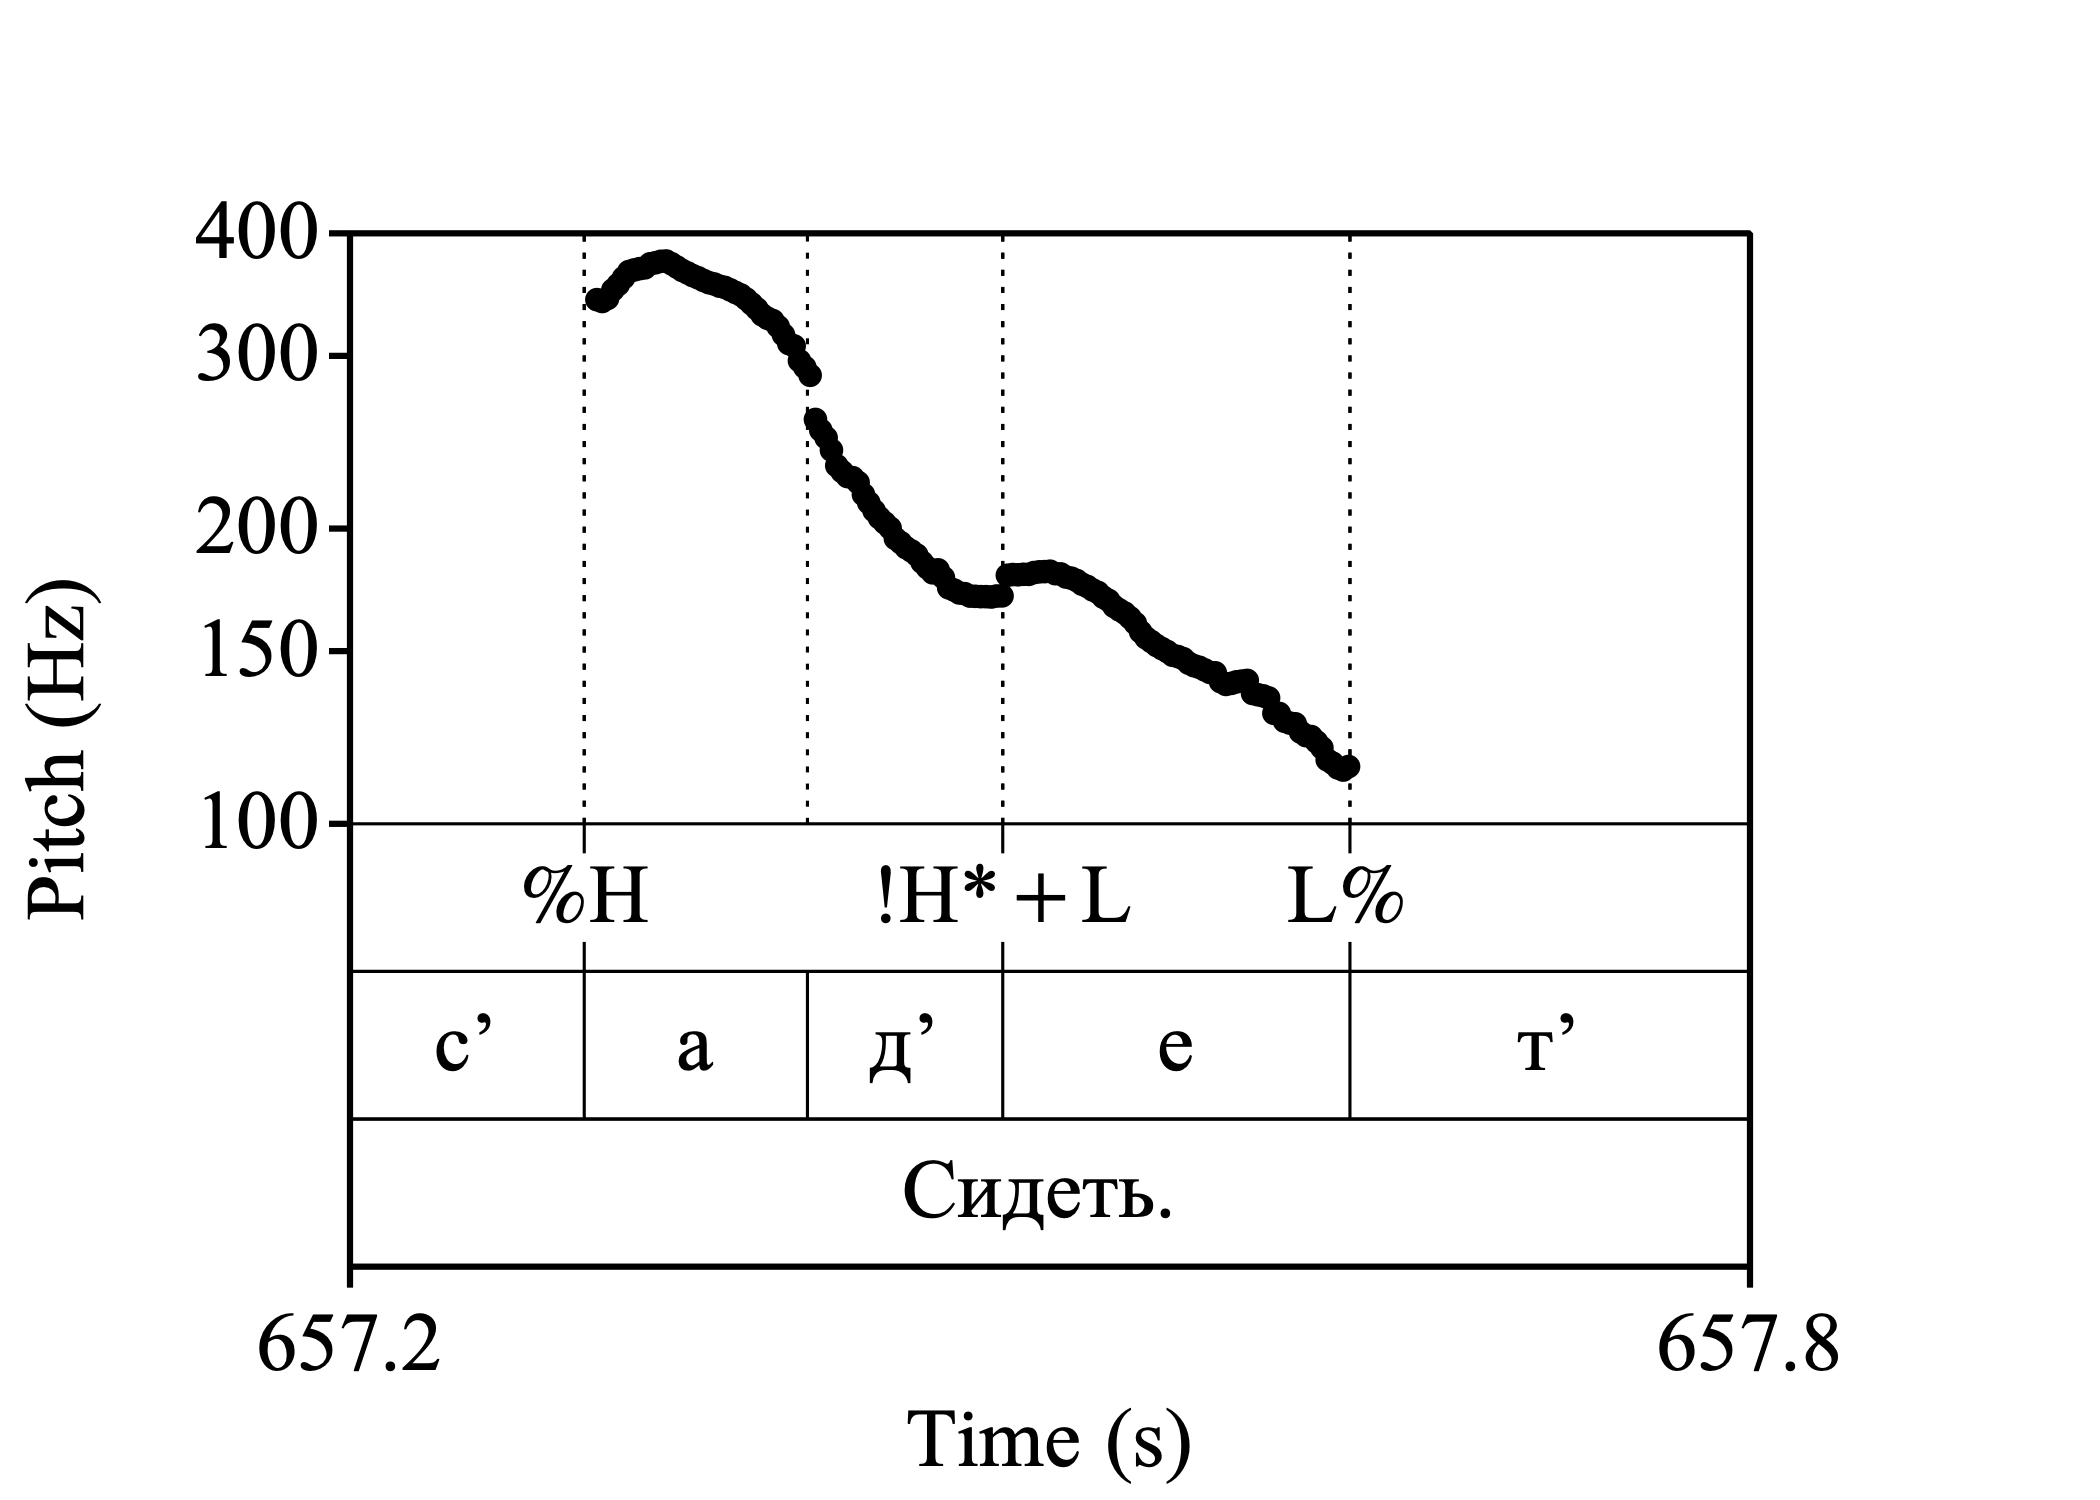 400
300
200
150
100
Pitch (Hz)
%H !H* + L L%
с’ а д’ е т’
Сидеть.
657.2 657.8
Time (s)